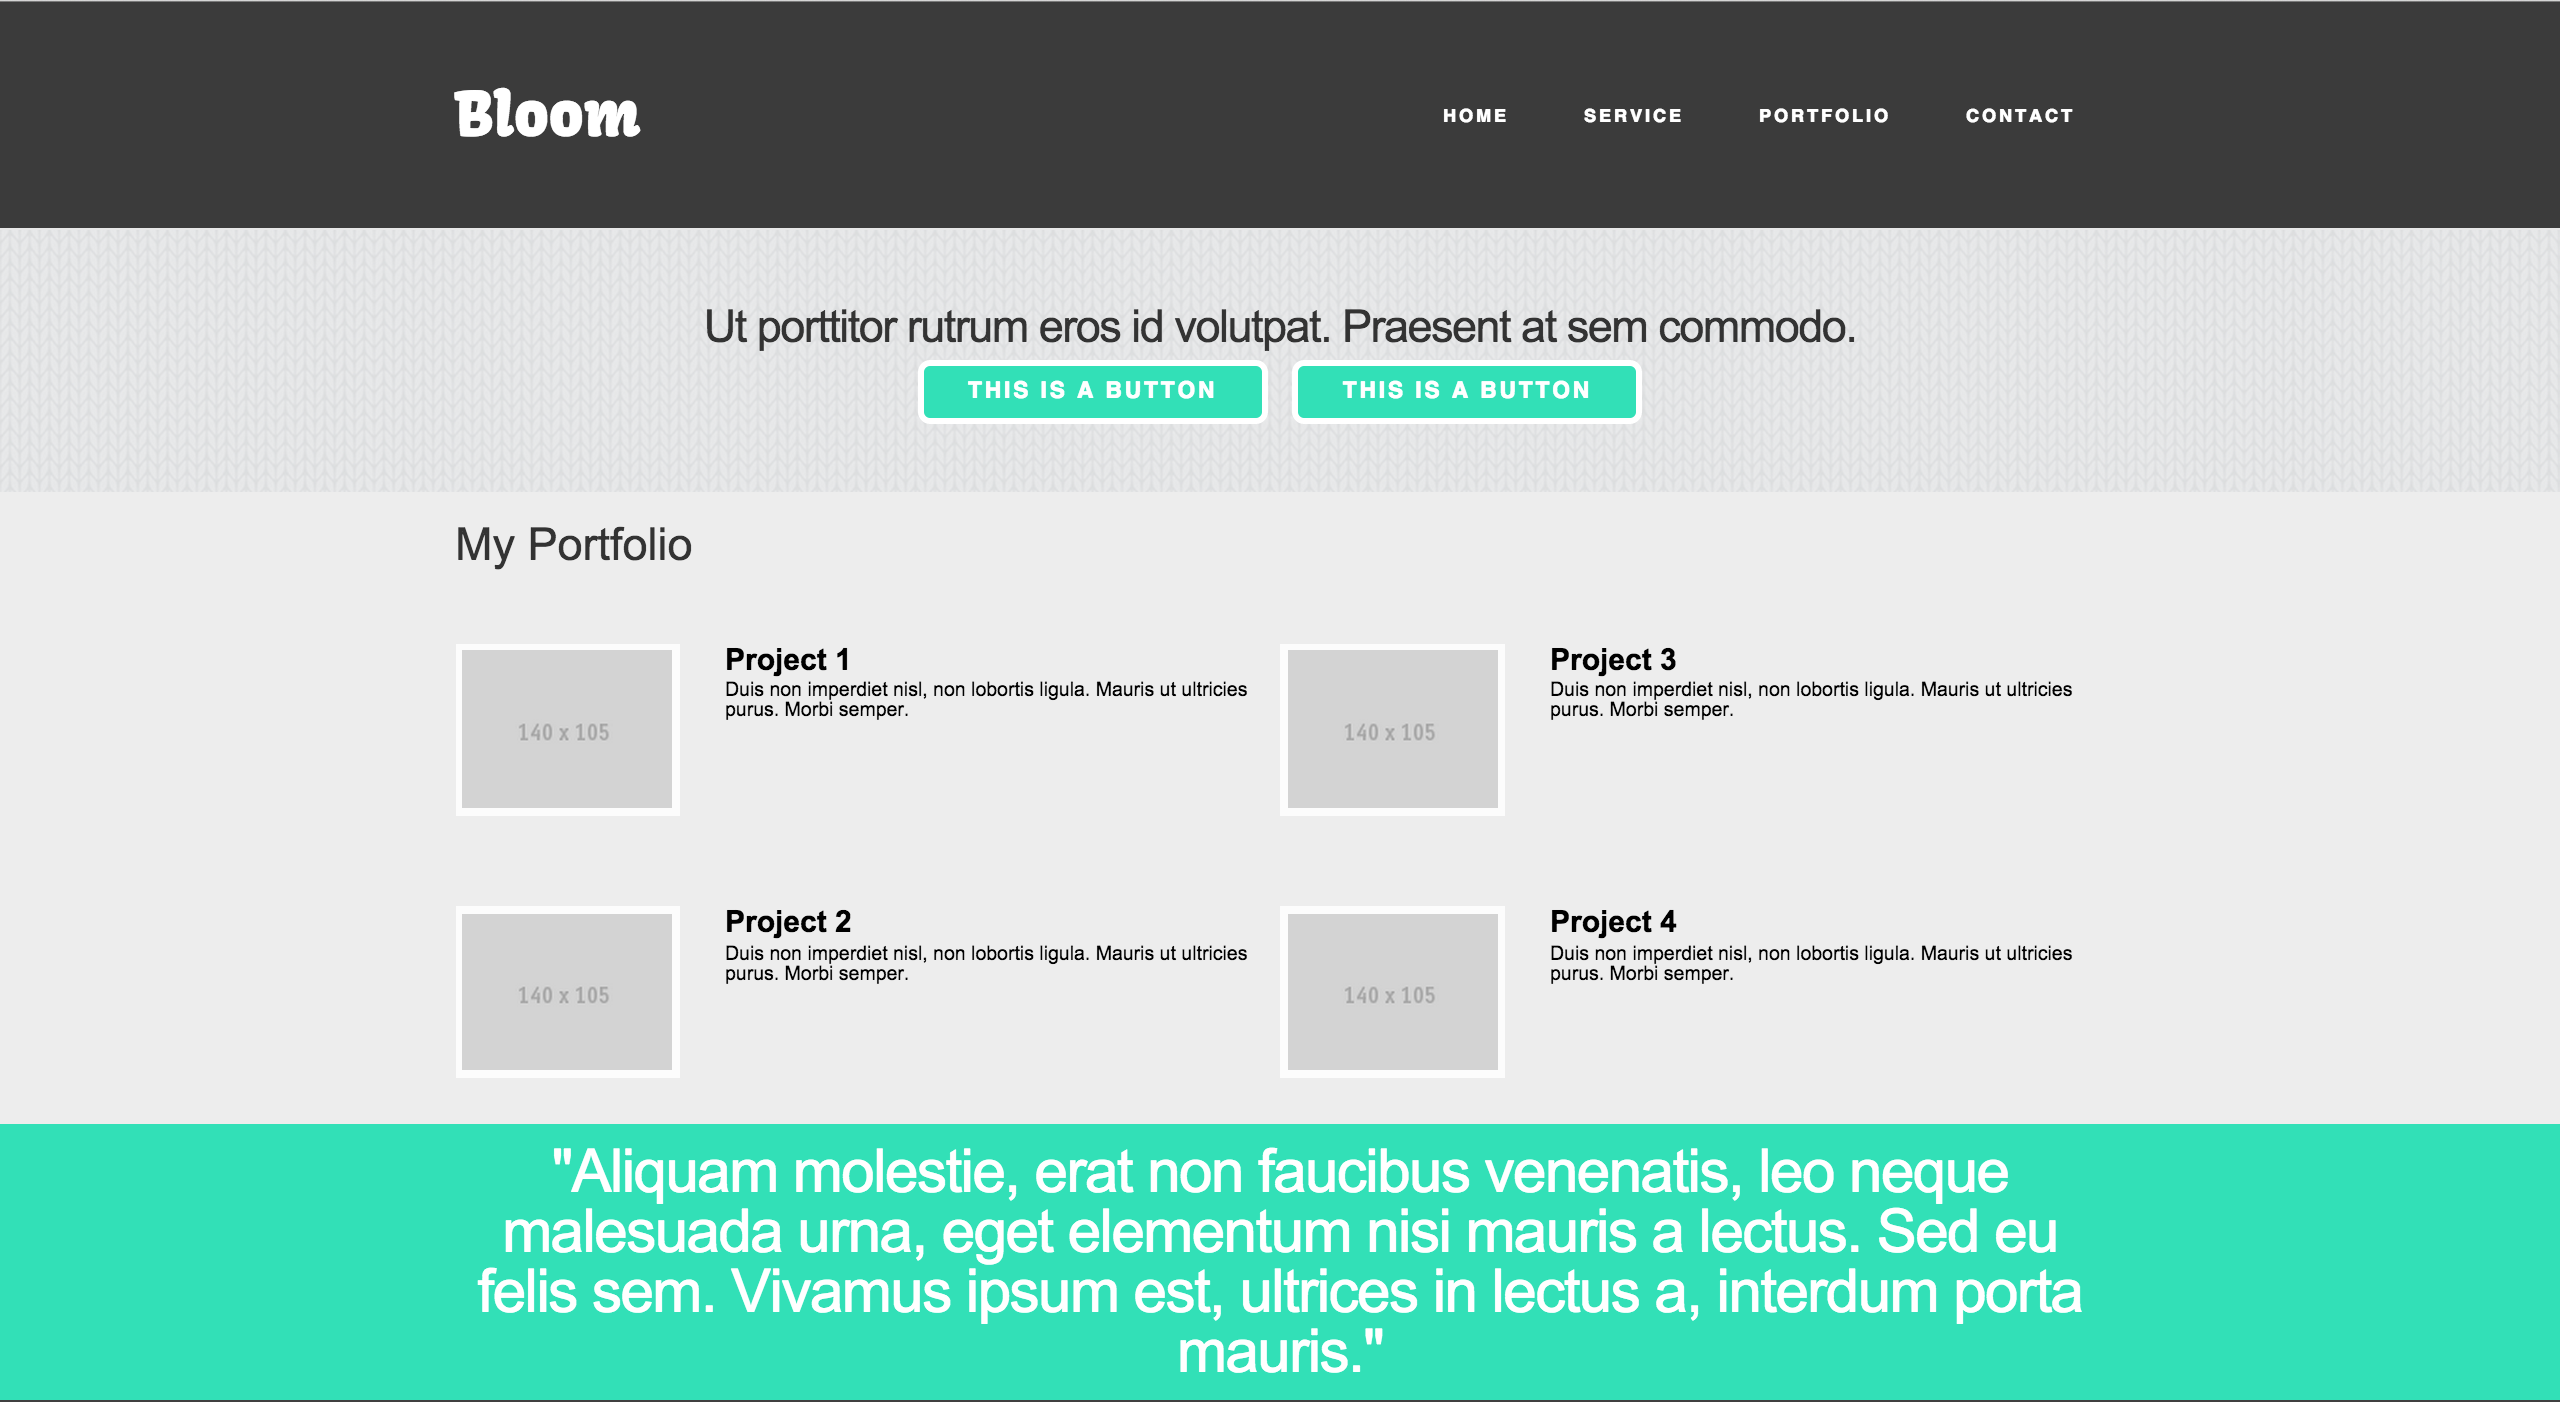 Bloom
HOME SERVICE PORTFOLIO CONTACT
Ut porttitor rutrum eros id volutpat. Praesent at sem commodo.
THIS IS A BUTTON THIS IS A BUTTON
My Portfolio
140 x 105
Project 1
Duis non imperdiet nisl, non lobortis ligula. Mauris ut ultricies
purus. Morbi semper.
140 x 105
Project 3
Duis non imperdiet nisl, non lobortis ligula. Mauris ut ultricies
purus. Morbi semper.
140 x 105
Project 2
Duis non imperdiet nisl, non lobortis ligula. Mauris ut ultricies
purus. Morbi semper.
140 x 105
Project 4
Duis non imperdiet nisl, non lobortis ligula. Mauris ut ultricies
purus. Morbi semper.
"Aliquam molestie, erat non faucibus venenatis, leo neque
malesuada urna, eget elementum nisi mauris a lectus. Sed eu
felis sem. Vivamus ipsum est, ultrices in lectus a, interdum porta
mauris."